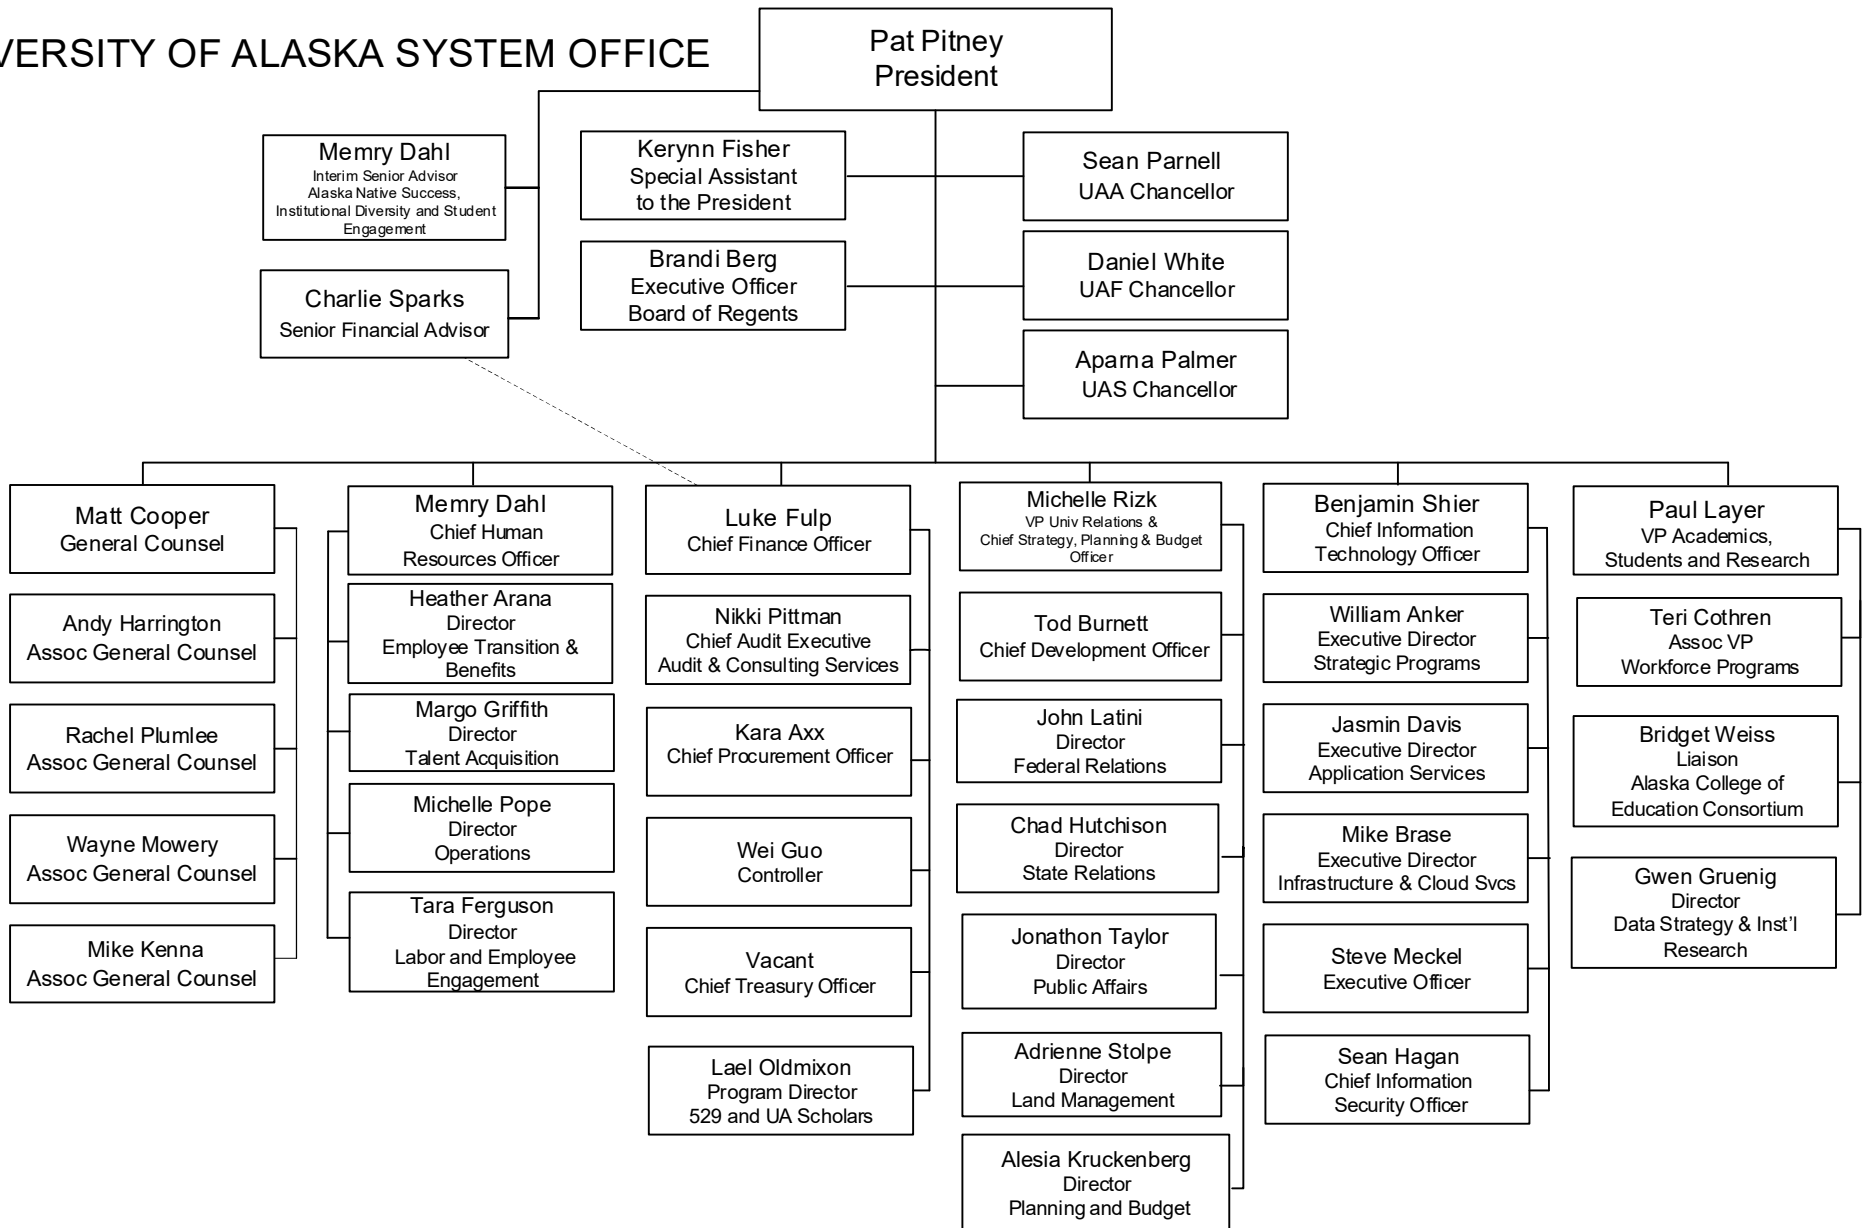 VERSITY OF ALASKA SYSTEM OFFICE
Pat Pitney
President
Memry Dahl
Interim Senior Advisor
Alaska Native Success,
Institutional Diversity and Student
Engagement
Charlie Sparks
Senior Financial Advisor
Kerynn Fisher
Special Assistant
to the President
Brandi Berg
Executive Officer
Board of Regents
Sean Parnell
UAA Chancellor
Daniel White
UAF Chancellor
Aparna Palmer
UAS Chancellor
Matt Cooper
General Counsel
Andy Harrington
Assoc General Counsel
Rachel Plumlee
Assoc General Counsel
Wayne Mowery
Assoc General Counsel
Mike Kenna
Assoc General Counsel
Memry Dahl
Chief Human
Resources Officer
Heather Arana
Director
Employee Transition &
Benefits
Margo Griffith
Director
Talent Acquisition
Michelle Pope
Director
Operations
Tara Ferguson
Director
Labor and Employee
Engagement
Luke Fulp
Chief Finance Officer
Nikki Pittman
Chief Audit Executive
Audit & Consulting Services
Kara Axx
Chief Procurement Officer
Wei Guo
Controller
Vacant
Chief Treasury Officer
Lael Oldmixon
Program Director
529 and UA Scholars
Michelle Rizk
VP Univ Relations &
Chief Strategy, Planning & Budget
Officer
Tod Burnett
Chief Development Officer
John Latini
Director
Federal Relations
Chad Hutchison
Director
State Relations
Jonathon Taylor
Director
Public Affairs
Adrienne Stolpe
Director
Land Management
Alesia Kruckenberg
Director
Planning and Budget
Benjamin Shier
Chief Information
Technology Officer
William Anker
Executive Director
Strategic Programs
Jasmin Davis
Executive Director
Application Services
Mike Brase
Executive Director
Infrastructure & Cloud Svcs
Steve Meckel
Executive Officer
Sean Hagan
Chief Information
Security Officer
Paul Layer
VP Academics,
Students and Research
Teri Cothren
Assoc VP
Workforce Programs
Bridget Weiss
Liaison
Alaska College of
Education Consortium
Gwen Gruenig
Director
Data Strategy & Inst’l
Research